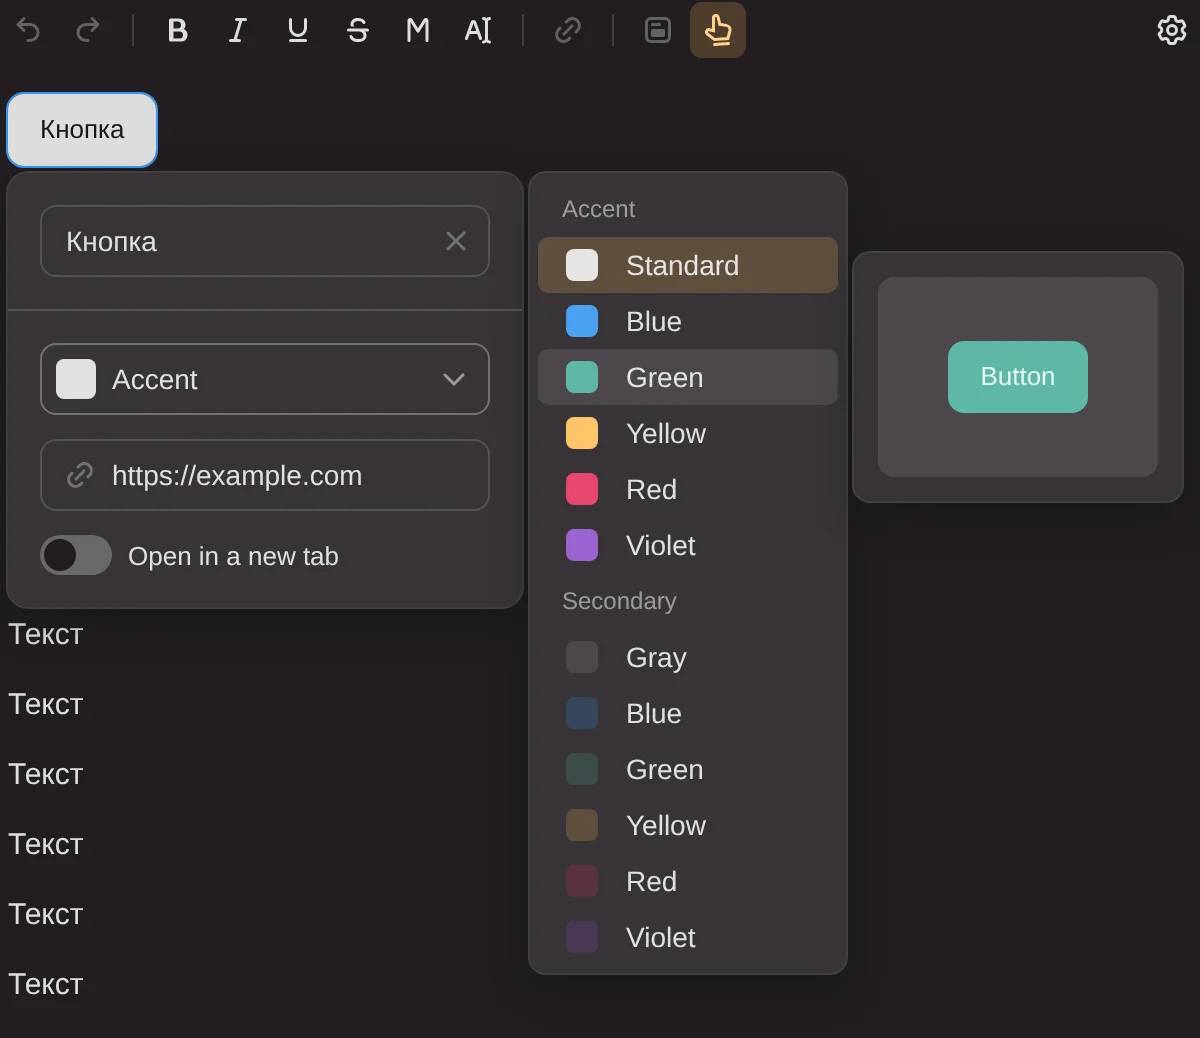 B I U S M A
Кнопка
Кнопка
Accent
https://example.com
Open in a new tab
Accent
Standard
Blue
Green
Yellow
Red
Violet
Secondary
Gray
Blue
Green
Yellow
Red
Violet
Button
Текст
Текст
Текст
Текст
Текст
Текст